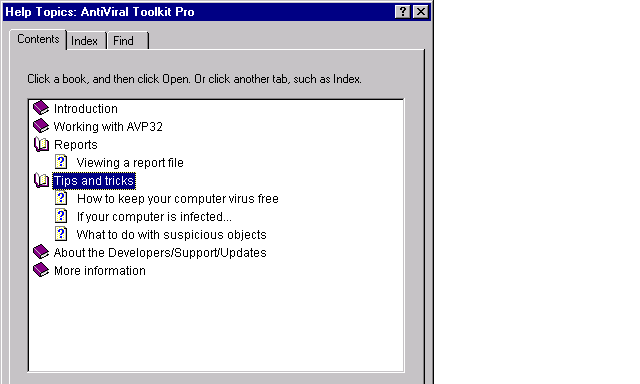 Help Topics: AntiViral Toolkit Pro
Contents Index Find
Click a book, and then click Open. Or click another tab, such as Index.
Introduction
Working with AVP32
Reports
Viewing a report file
Tips and tricks
How to keep your computer virus free
If your computer is infected...
What to do with suspicious objects
About the Developers/Support/Updates
More information